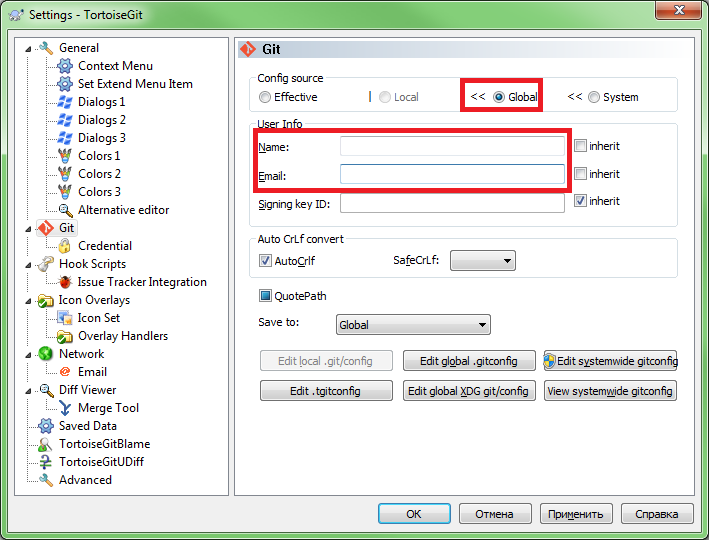 Settings - TortoiseGit
General
Context Menu
Set Extend Menu Item
Dialogs 1
Dialogs 2
Dialogs 3
Colors 1
Colors 2
Colors 3
Alternative editor
Git
Credential
Hook Scripts
Issue Tracker Integration
Icon Overlays
Icon Set
Overlay Handlers
Network
Email
Diff Viewer
Merge Tool
Saved Data
TortoiseGitBlame
TortoiseGitUDiff
Advanced
Git
Config source
Effective | Local << Global << System
User Info
Name: inherit
Email: inherit
Signing key ID: inherit
Auto CrLf convert
AutoCrlf SafeCrLf:
QuotePath
Save to: Global
Edit local .git/config Edit global .gitconfig Edit systemwide gitconfig
Edit .tgitconfig Edit global XDG git/config View systemwide gitconfig
OK Отмена Применить Справка